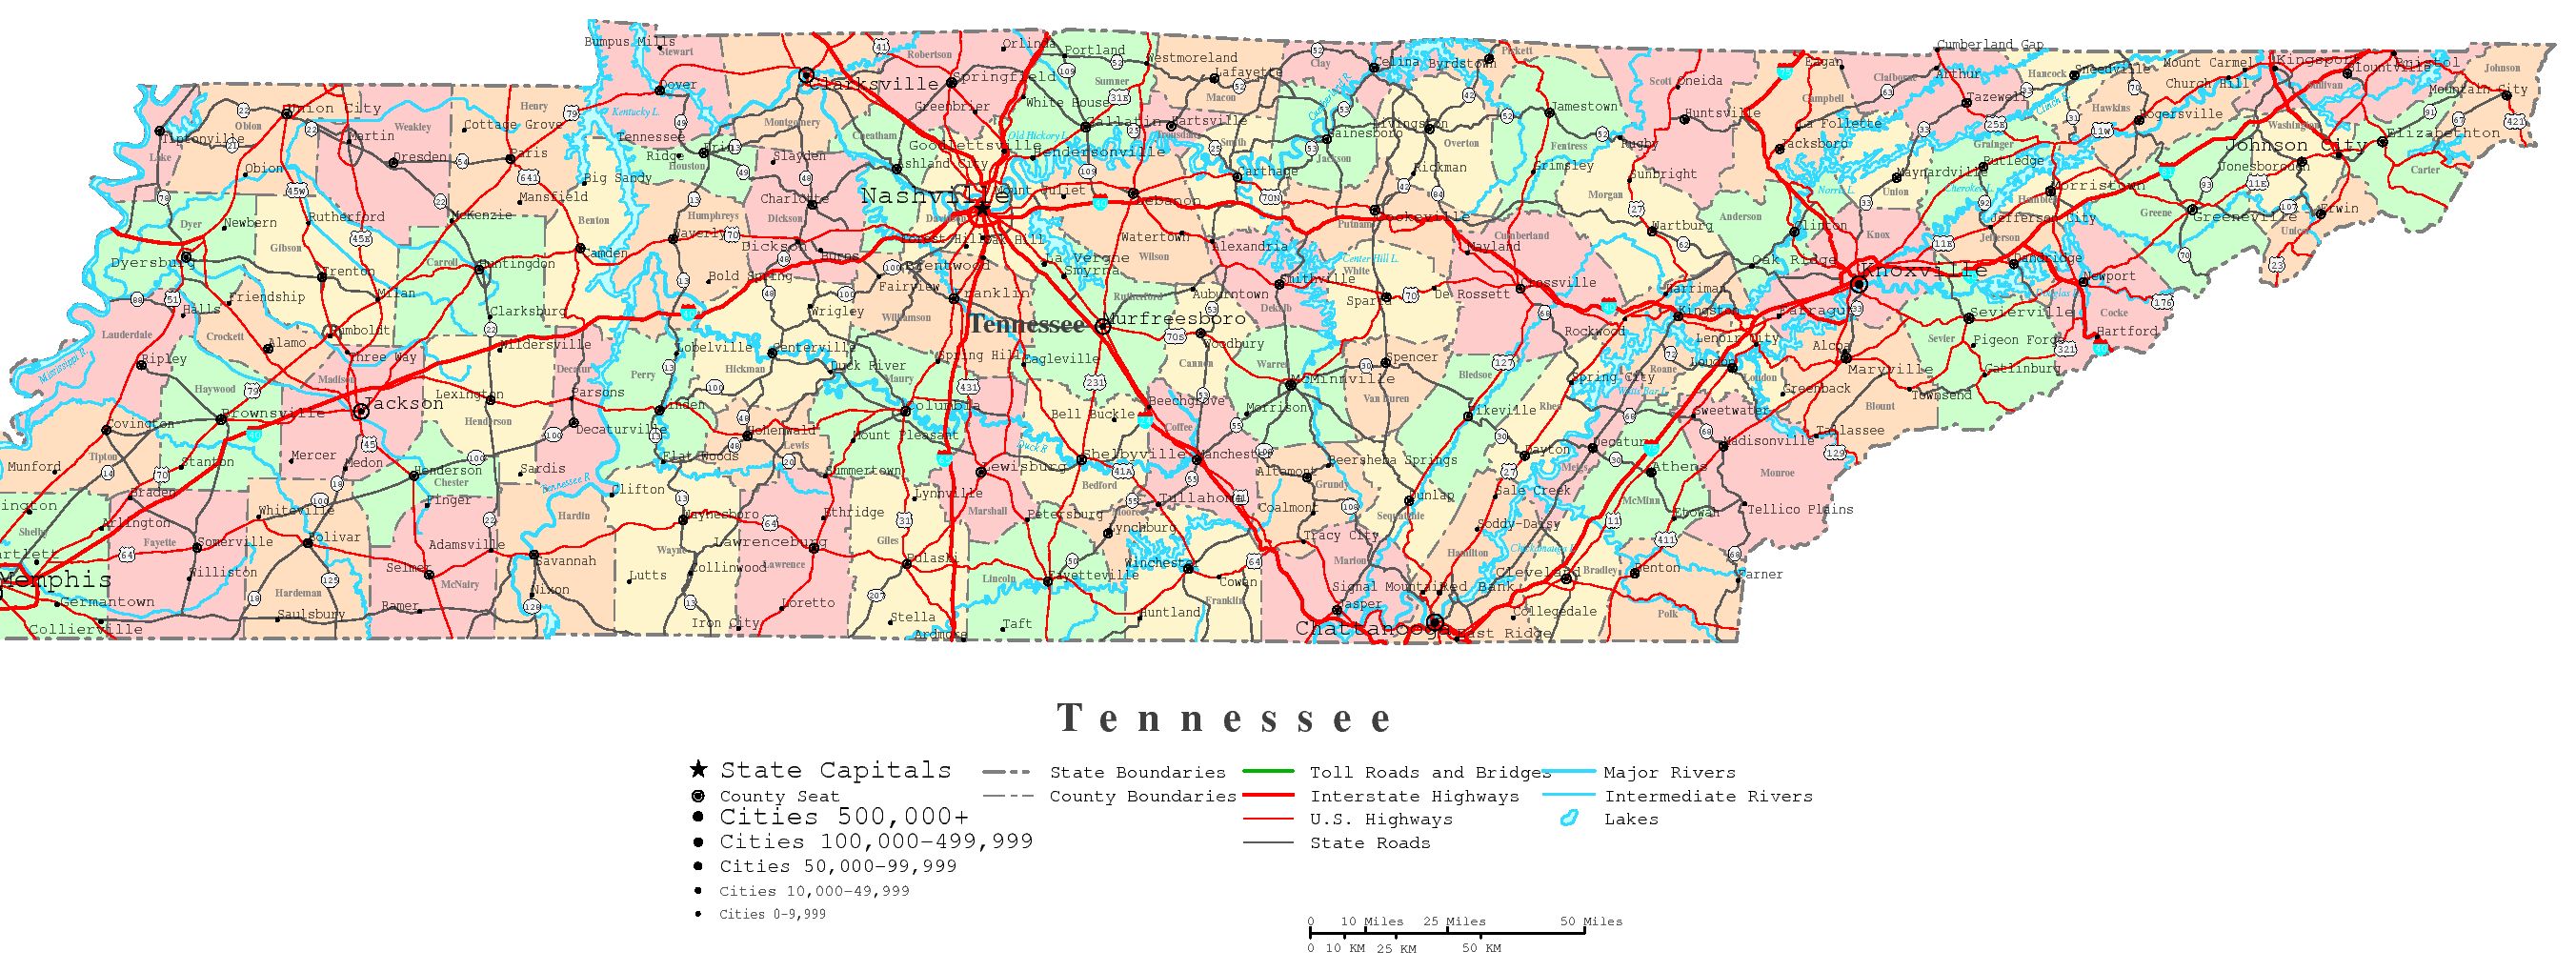 Bumpus Mills
Stewart
Dover
41
Robertson
Orlinda
Portland
52
Westmoreland
Lafayette
Macon
52
Clay
Celina
Byrdstown
Pickett
Scott
Oneida
Huntsville
Cumberland Gap
Arthur
Claiborne
Campbell
Tazewell
Hancock
Sneedville
Mount Carmel
Church Hill
Kingsport
Blountville
Bristol
Johnson
Mountain City
Sullivan
Hawkins
Rogersville
Washington
Elizabethton
Carter
Johnson City
Jonesborough
Erwin
Greeneville
Greene
Union City
Obion
Tiptonville
Lake
Martin
Weakley
Dresden
Henry
Cottage Grove
Paris
Kentucky L.
Tennessee
Ridge
Erin
Houston
Clarksville
Montgomery
Slayden
Springfield
Greenbrier
White House
Sumner
Gallatin
Hartsville
Old Hickory L.
Goodlettsville
Hendersonville
Cheatham
Ashland City
Nashville
Mount Juliet
Lebanon
Smith
Carthage
Gainesboro
Jackson
Livingston
Overton
Rickman
Jamestown
Fentress
Grimsley
Rugby
Sunbright
Morgan
Wartburg
La Follette
Jacksboro
Anderson
Clinton
Norris L.
Union
Maynardville
Grainger
Rutledge
Cherokee L.
Morristown
Jefferson City
Jefferson
Dandridge
Newport
Cocke
Hartford
Obion
Dyer
Newbern
Rutherford
Gibson
Dyersburg
Trenton
McKenzie
Mansfield
Big Sandy
Benton
Camden
Carroll
Huntingdon
Milan
Friendship
Halls
Lauderdale
Crockett
Humboldt
Alamo
Three Way
Clarksburg
Wildersville
Humphreys
Waverly
Charlotte
Dickson
Dickson
Burns
Bold Spring
Wrigley
Fairview
Williamson
Franklin
Brentwood
Forest Hills
Oak Hill
La Vergne
Smyrna
Rutherford
Wilson
Watertown
Alexandria
Auburntown
Smithville
DeKalb
Center Hill L.
Putnam
Cookeville
White
Sparta
De Rossett
Cumberland
Mayland
Crossville
Rockwood
Harriman
Kingston
Oak Ridge
Knox
Knoxville
Farragut
Lenoir City
Loudon
Loudon
Roane
Alcoa
Maryville
Blount
Greenback
Townsend
Sevierville
Sevier
Pigeon Forge
Gatlinburg
Tennessee
Murfreesboro
Woodbury
Cannon
Warren
McMinnville
Morrison
Van Buren
Spencer
Bledsoe
Pikeville
Spring City
Rhea
Watts Bar L.
Dayton
Decatur
Meigs
Sweetwater
Madisonville
Monroe
Tallassee
Mississippi R.
Ripley
Covington
Tipton
Munford
Haywood
Brownsville
Stanton
Madison
Jackson
Mercer
Medon
Lexington
Henderson
Decatur
Parsons
Decaturville
Perry
Lobelville
Linden
Flat Woods
Hickman
Centerville
Duck River
Hohenwald
Lewis
Maury
Columbia
Mount Pleasant
Summertown
Spring Hill
Eagleville
Duck R
Bell Buckle
Shelbyville
Bedford
Beechgrove
Coffee
Manchester
Altamont
Grundy
Beersheba Springs
Dunlap
Sequatchie
Sale Creek
Athens
McMinn
Etowah
Tellico Plains
Shelby
Arlington
Braden
Fayette
Somerville
Whiteville
Bolivar
Hardeman
Henderson
Chester
Finger
Sardis
Tennessee R
Clifton
Hardin
Adamsville
Selmer
McNairy
Savannah
Nixon
Wayne
Waynesboro
Lutts
Collinwood
Iron City
Lawrenceburg
Lawrence
Ethridge
Loretto
Lynnville
Giles
Pulaski
Stella
Ardmore
Lewisburg
Marshall
Petersburg
Lincoln
Fayetteville
Taft
Moore
Lynchburg
Tullahoma
Winchester
Cowan
Franklin
Huntland
Coalmont
Tracy City
Marion
Jasper
Signal Mountain
Red Bank
Chattanooga
East Ridge
Soddy-Daisy
Hamilton
Chickamauga L
Cleveland
Bradley
Collegedale
Benton
Polk
Farner
Memphis
Germantown
Collierville
Williston
Saulsbury
Ramer
Tennessee
State Capitals
County Seat
Cities 500,000+
Cities 100,000-499,999
Cities 50,000-99,999
Cities 10,000-49,999
Cities 0-9,999
State Boundaries
County Boundaries
Toll Roads and Bridges
Interstate Highways
U.S. Highways
State Roads
Major Rivers
Intermediate Rivers
Lakes
0 10 Miles 25 Miles 50 Miles
0 10 KM 25 KM 50 KM